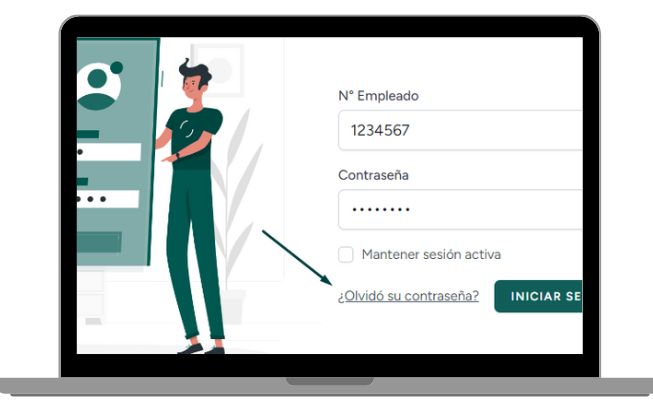 N° Empleado
1234567
Contraseña
Mantener sesión activa
¿Olvidó su contraseña?
INICIAR SE